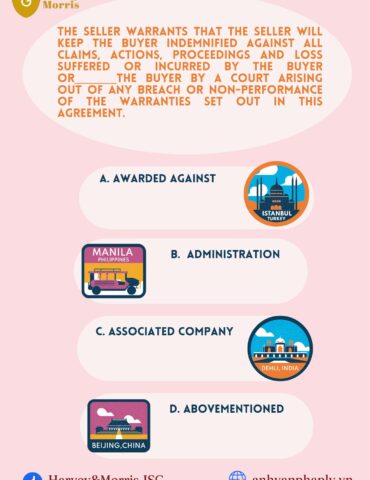 G
Morris
THE SELLER WARRANTS THAT THE SELLER WILL
KEEP THE BUYER INDEMNIFIED AGAINST ALL
CLAIMS, ACTIONS, PROCEEDINGS AND LOSS
SUFFERED OR INCURRED BY THE BUYER
OR______THE BUYER BY A COURT ARISING
OUT OF ANY BREACH OR NON-PERFORMANCE
OF THE WARRANTIES SET OUT IN THIS
AGREEMENT.
A. AWARDED AGAINST
ISTANBUL
TURKEY
MANILA
PHILIPPINES
B. ADMINISTRATION
C. ASSOCIATED COMPANY
DEHLI, INDIA
D. ABOVEMENTIONED
BEIJING,CHINA
Harvey&Morris JSC
anhvanphaply.vn